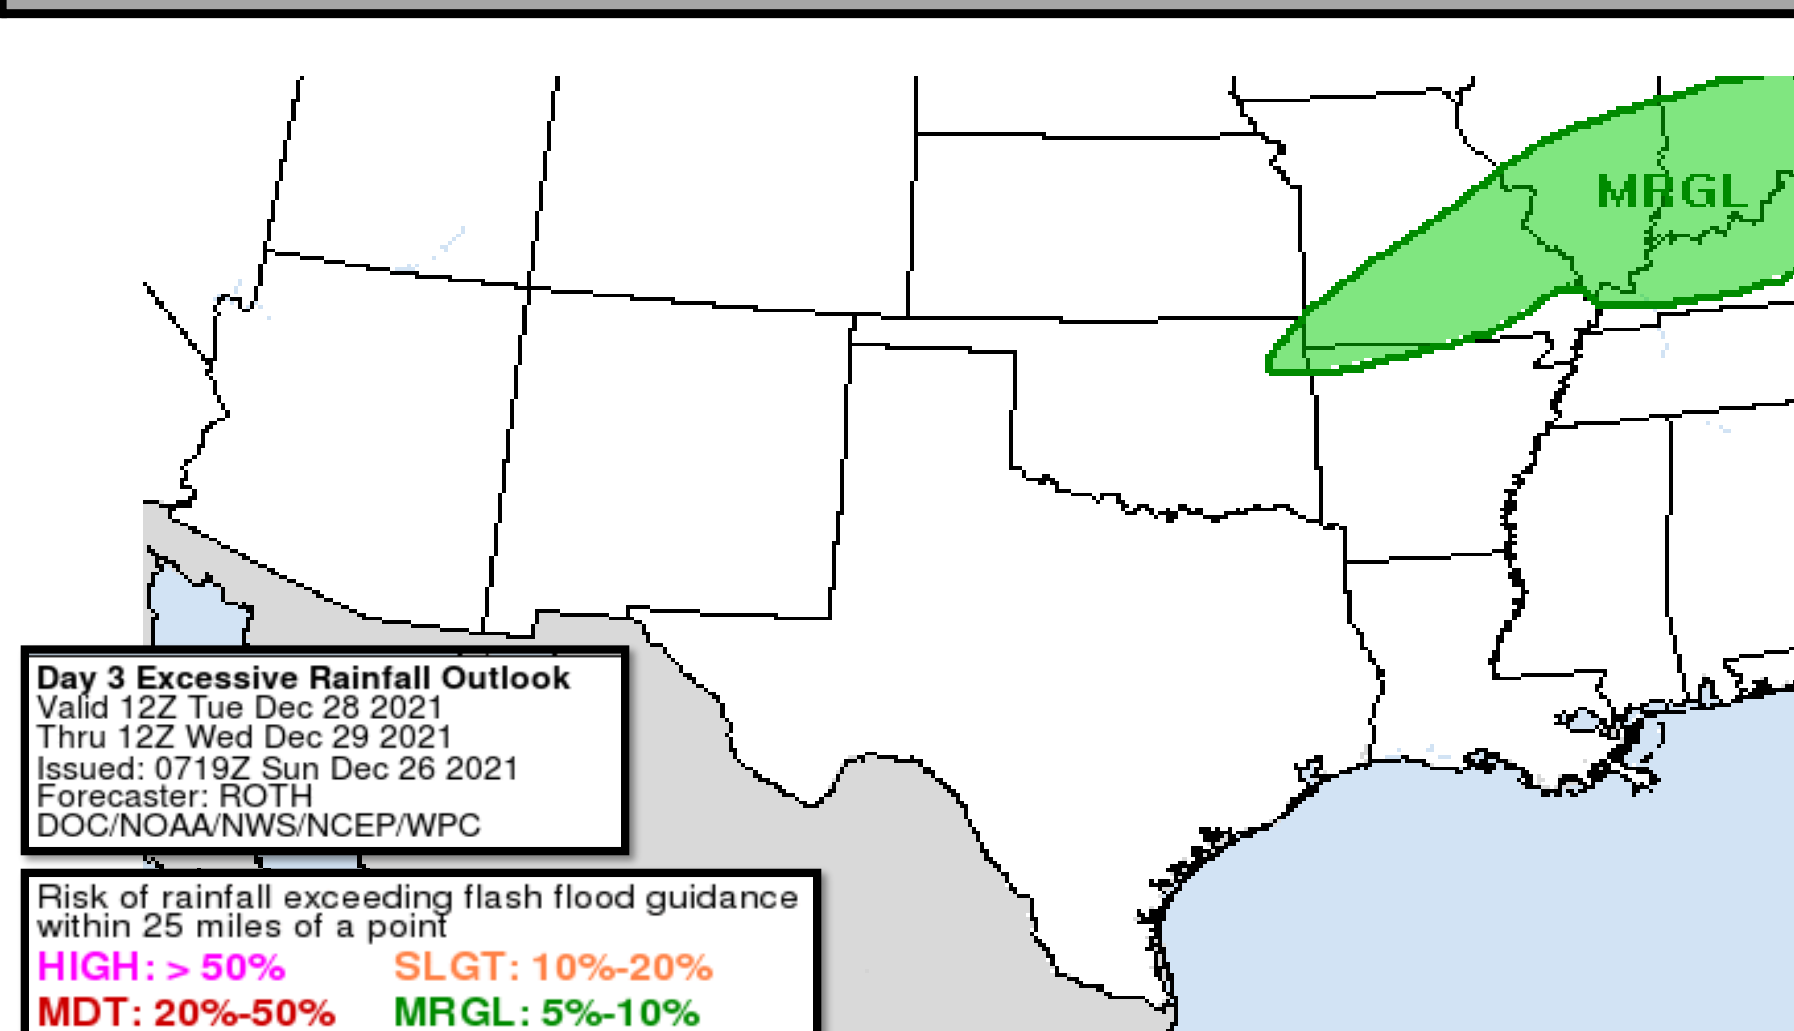 MRGL
Day 3 Excessive Rainfall Outlook
Valid 12Z Tue Dec 28 2021
Thru 12Z Wed Dec 29 2021
Issued: 0719Z Sun Dec 26 2021
Forecaster: ROTH
DOC/NOAA/NWS/NCEP/WPC
Risk of rainfall exceeding flash flood guidance
within 25 miles of a point
HIGH: > 50% SLGT: 10%-20%
MDT: 20%-50% MRGL: 5%-10%